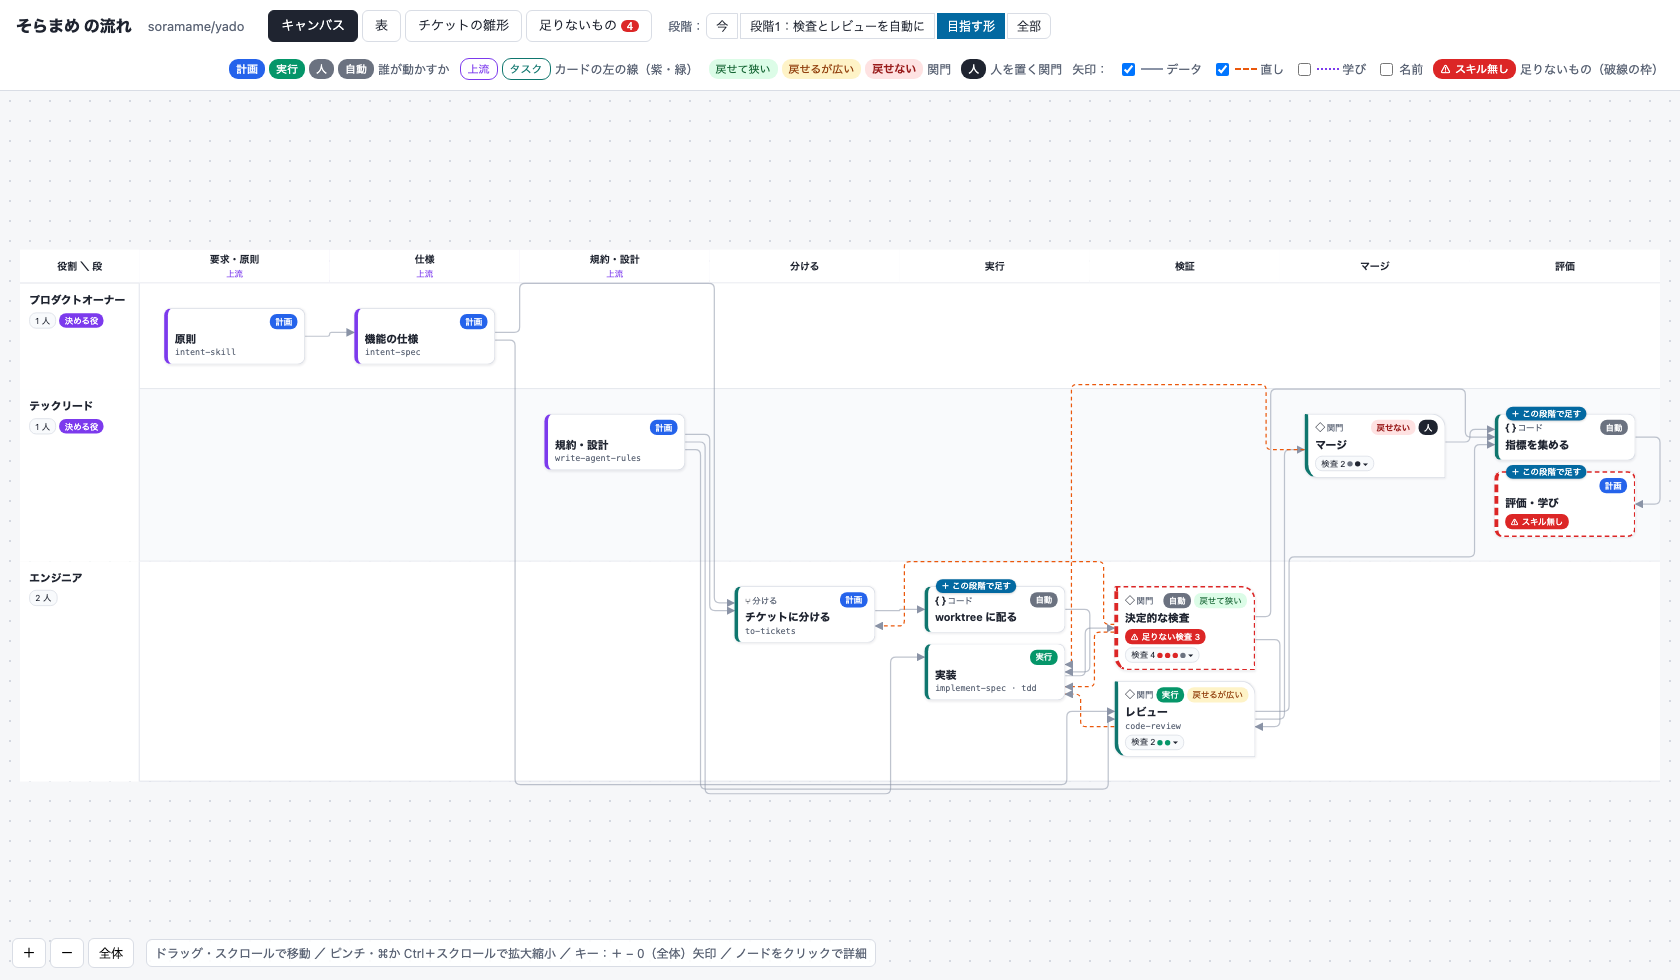 そらまめ の流れ
soramame/yado
キャンバス
表
チケットの雛形
足りないもの 4
段階：
今
段階1：検査とレビューを自動に
目指す形
全部
計画 実行 人 自動 誰が動かすか
上流 タスク カードの左の線（紫・緑）
戻せて狭い 戻せるが広い 戻せない 関門
人 人を置く関門
矢印：
データ
直し
学び
名前
⚠ スキル無し 足りないもの（破線の枠）
役割 ＼ 段
要求・原則
上流
仕様
上流
規約・設計
上流
分ける
実行
検証
マージ
評価
プロダクトオーナー
1 人 決める役
計画
原則
intent-skill
計画
機能の仕様
intent-spec
テックリード
1 人 決める役
計画
規約・設計
write-agent-rules
◇関門 戻せない 人
マージ
検査 2
＋ この段階で足す
{ } コード 自動
指標を集める
＋ この段階で足す
計画
評価・学び
⚠ スキル無し
エンジニア
2 人
分ける 計画
チケットに分ける
to-tickets
＋ この段階で足す
{ } コード 自動
worktree に配る
実行
実装
implement-spec · tdd
◇関門 自動 戻せて狭い
決定的な検査
⚠ 足りない検査 3
検査 4
◇関門 実行 戻せるが広い
レビュー
code-review
検査 2
＋
−
全体
ドラッグ・スクロールで移動 ／ ピンチ・⌘か Ctrl＋スクロールで拡大縮小 ／ キー：＋ − 0（全体）矢印 ／ ノードをクリックで詳細